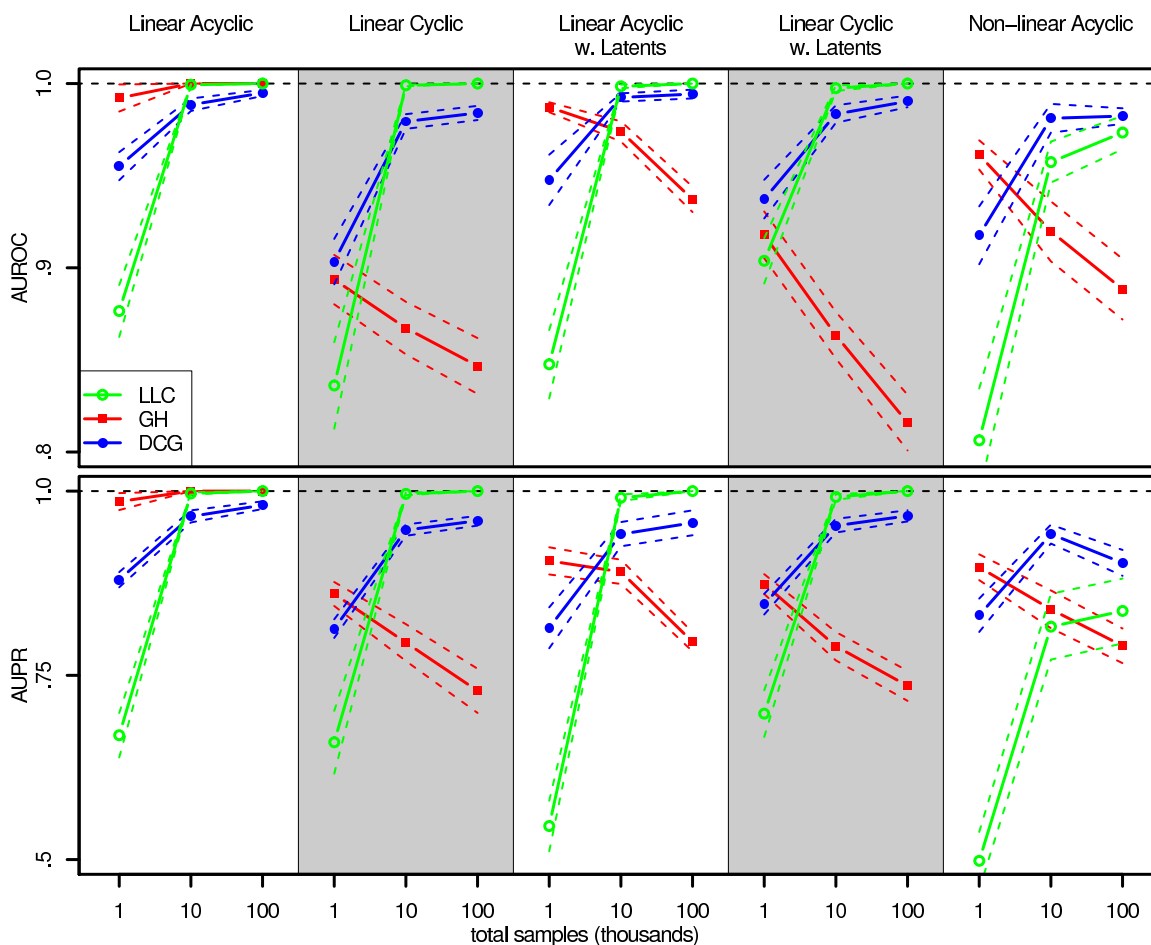 Linear Acyclic
Linear Cyclic
Linear Acyclic
w. Latents
Linear Cyclic
w. Latents
Non−linear Acyclic
AUROC
1.0
.9
.8
LLC
GH
DCG
AUPR
1.0
.75
.5
1 10 100 1 10 100 1 10 100 1 10 100 1 10 100
total samples (thousands)